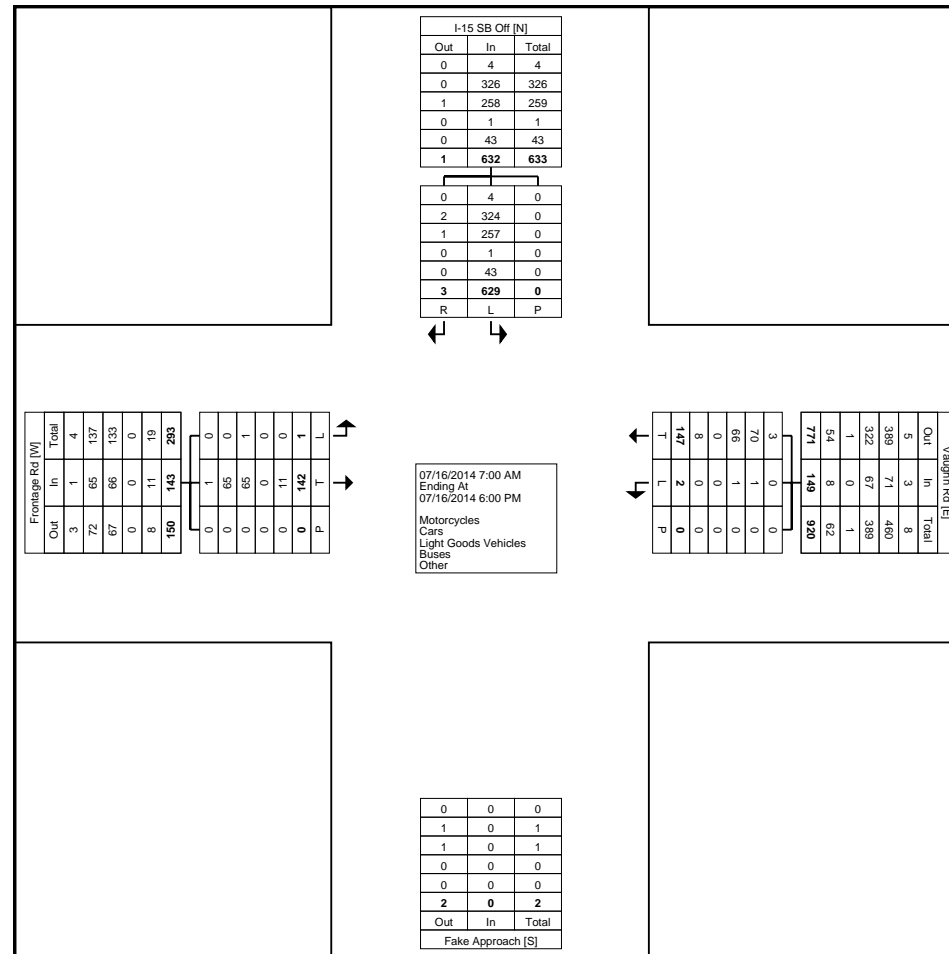 I-15 SB Off [N]
Out In Total
0 4 4
0 326 326
1 258 259
0 1 1
0 43 43
1 632 633
0 4 0
2 324 0
1 257 0
0 1 0
0 43 0
3 629 0
R L P
Frontage Rd [W]
Total In Out
4 1 3
137 65 72
133 66 67
0 0 0
19 11 8
293 143 150
0 1 0
0 65 0
1 65 0
0 0 0
0 11 0
1 142 0
L T P
07/16/2014 7:00 AM
Ending At
07/16/2014 6:00 PM
Motorcycles
Cars
Light Goods Vehicles
Buses
Other
Vaughn Rd [E]
Out In Total
5 3 8
389 71 460
322 67 389
1 0 1
54 8 62
771 149 920
3 0 0
70 1 0
66 1 0
0 0 0
8 0 0
147 2 0
T L P
0 0 0
1 0 1
1 0 1
0 0 0
0 0 0
2 0 2
Out In Total
Fake Approach [S]